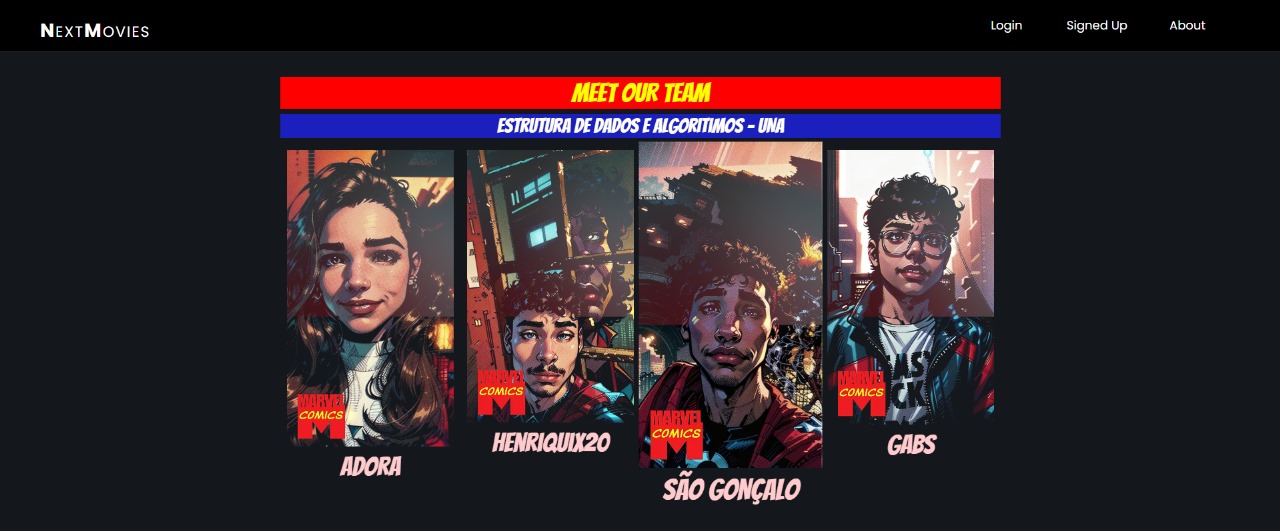 NEXTMOVIES
Login
Signed Up
About
MEET OUR TEAM
ESTRUTURA DE DADOS E ALGORITIMOS - UNA
MARVEL
COMICS
M
ADORA
MARVEL
COMICS
M
HENRIQUIX20
MARVEL
COMICS
M
SÃO GONÇALO
MARVEL
COMICS
M
GABS